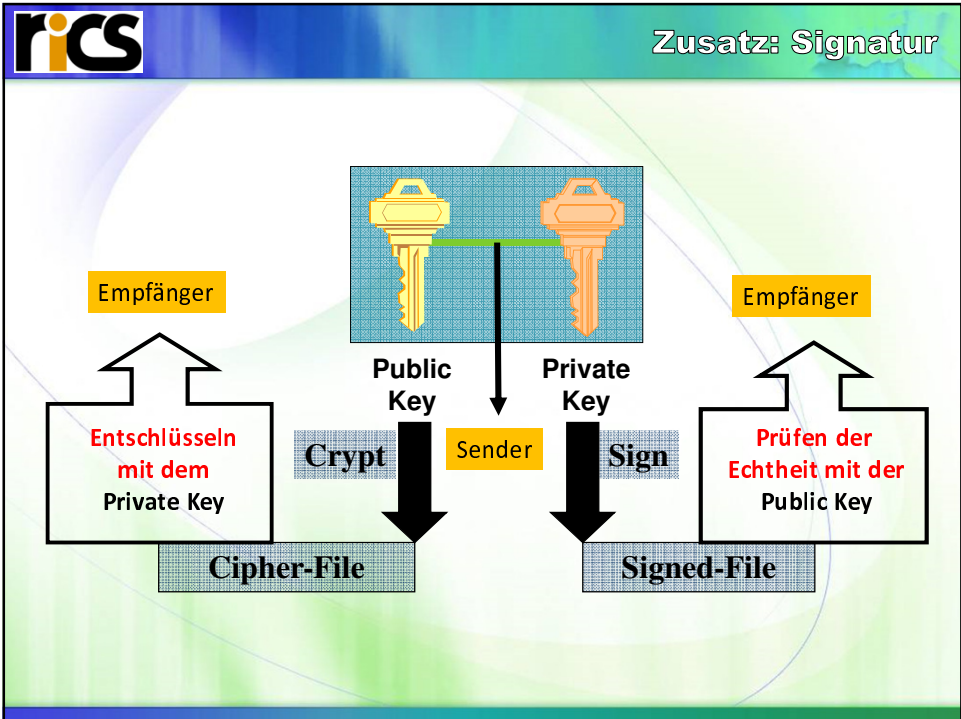 rics
Zusatz: Signatur
Empfänger
Empfänger
Public
Key
Private
Key
Entschlüsseln
mit dem
Private Key
Crypt
Sender
Sign
Prüfen der
Echtheit mit der
Public Key
Cipher-File
Signed-File